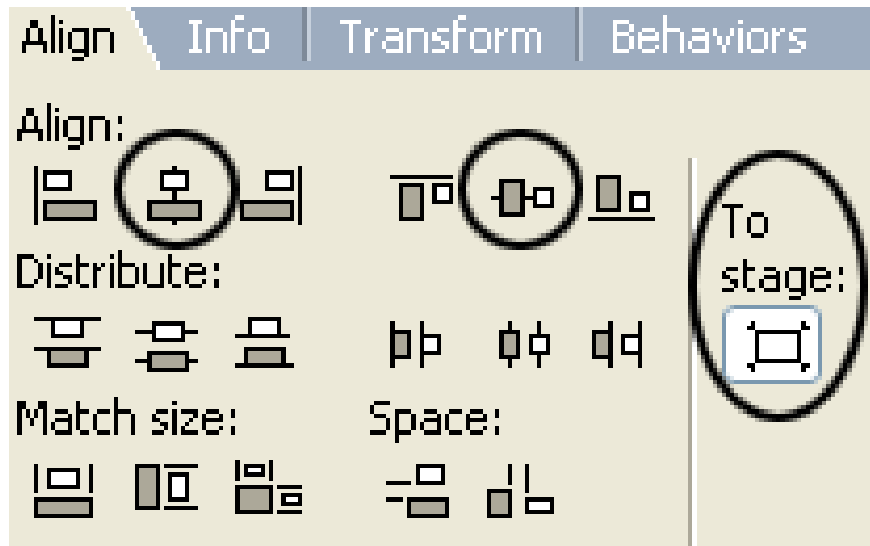 Align Info Transform Behaviors
Align:
To
stage:
Distribute:
Match size: Space: